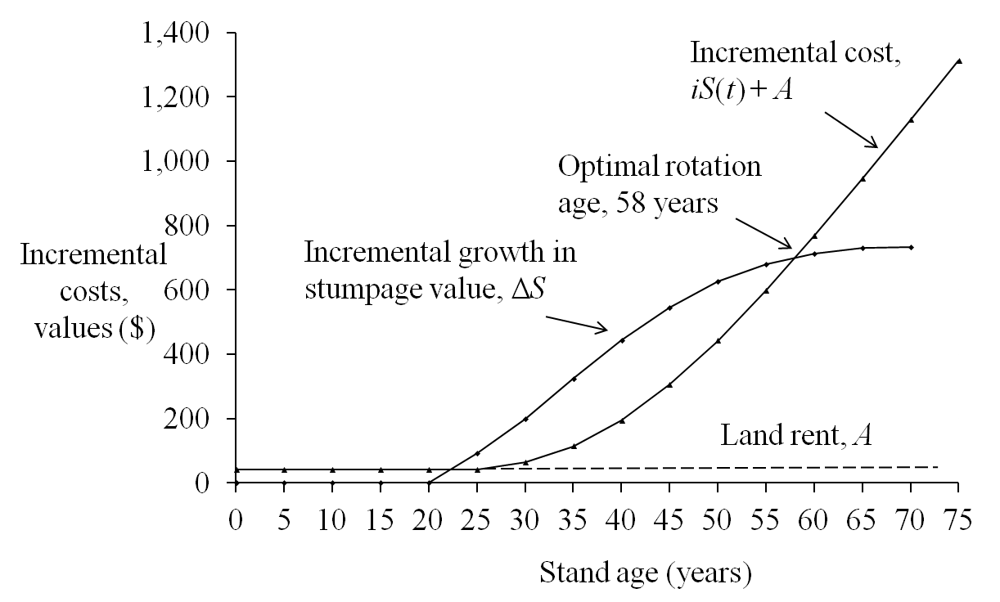 1,400
1,200
1,000
800
600
400
200
0
Incremental
costs,
values ($)
Incremental cost,
iS(t) + A
Optimal rotation
age, 58 years
Incremental growth in
stumpage value, ΔS
Land rent, A
0 5 10 15 20 25 30 35 40 45 50 55 60 65 70 75
Stand age (years)